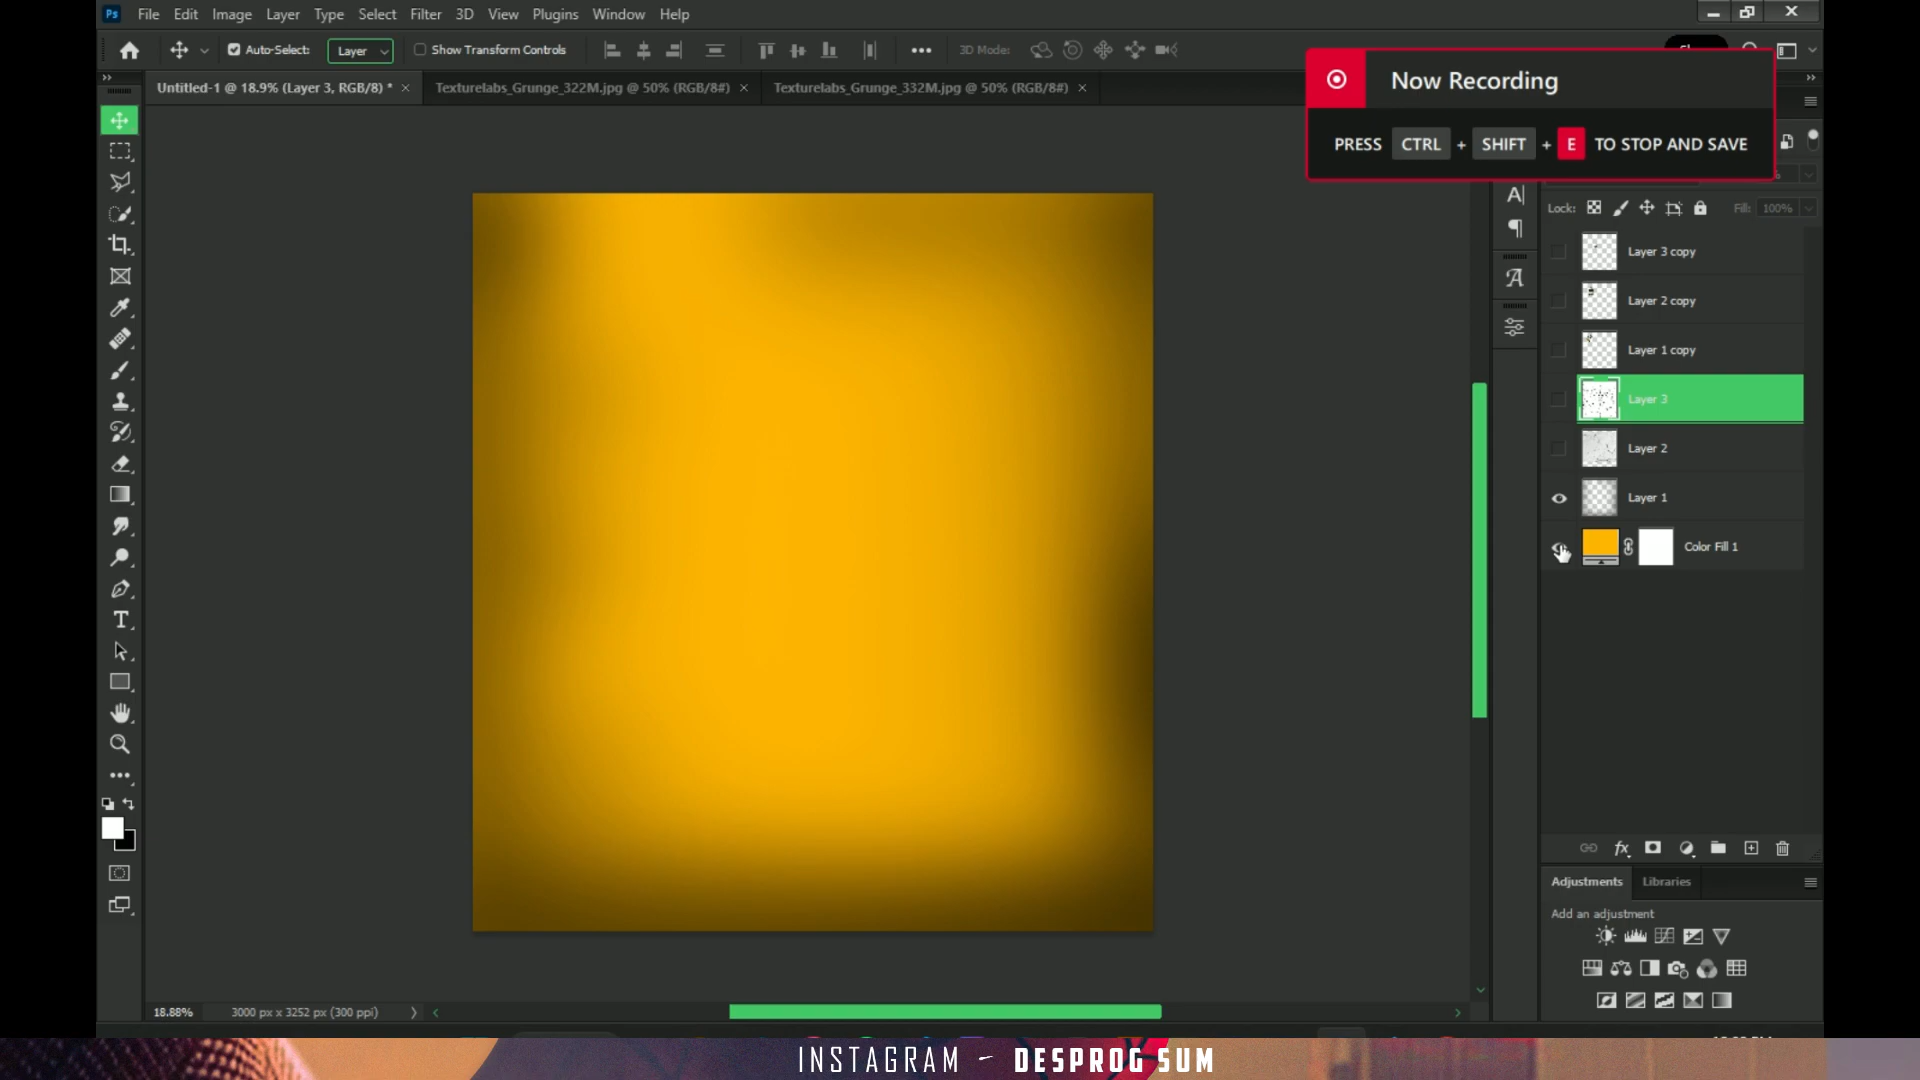 Ps File Edit Image Layer Type Select Filter 3D View Plugins Window Help
Auto-Select: Layer Show Transform Controls 3D Mode:
Untitled-1 @ 18.9% (Layer 3, RGB/8) * × Texturelabs_Grunge_322M.jpg @ 50% (RGB/8#) × Texturelabs_Grunge_332M.jpg @ 50% (RGB/8#) ×
Now Recording
PRESS CTRL + SHIFT + E TO STOP AND SAVE
Lock: Fill: 100%
Layer 3 copy
Layer 2 copy
Layer 1 copy
Layer 3
Layer 2
Layer 1
Color Fill 1
Adjustments Libraries
Add an adjustment
18.88% 3000 px x 3252 px (300 ppi)
INSTAGRAM - DESPROG SUM